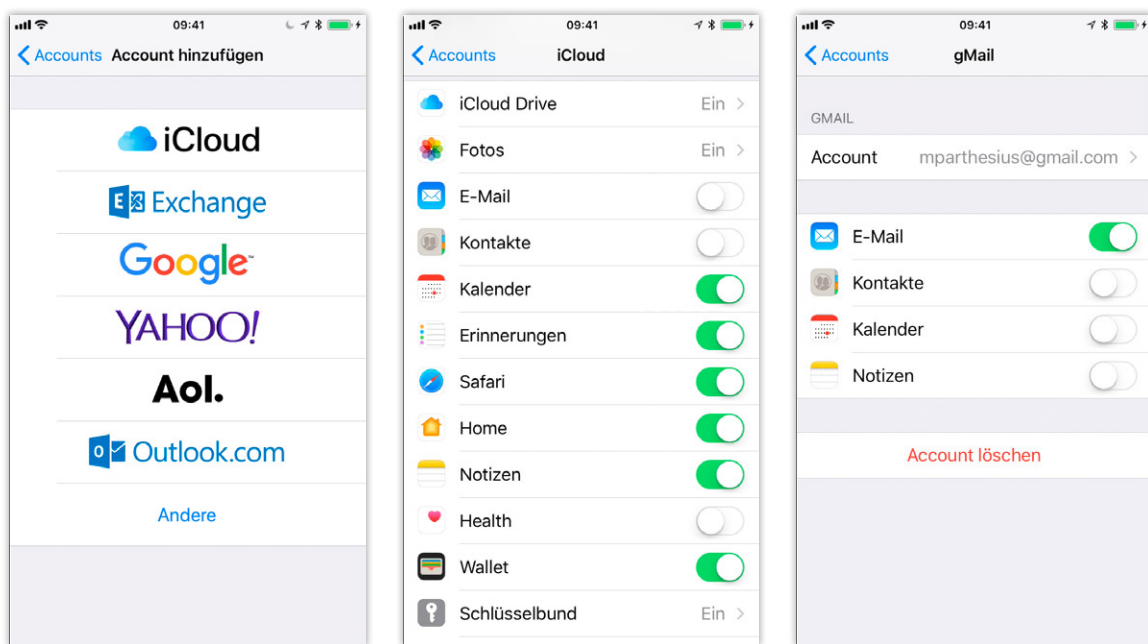 09:41
Accounts Account hinzufügen
iCloud
Exchange
Google
YAHOO!
Aol.
Outlook.com
Andere
09:41
Accounts iCloud
iCloud Drive Ein
Fotos Ein
E-Mail
Kontakte
Kalender
Erinnerungen
Safari
Home
Notizen
Health
Wallet
Schlüsselbund Ein
09:41
Accounts gMail
GMAIL
Account mparthesius@gmail.com
E-Mail
Kontakte
Kalender
Notizen
Account löschen